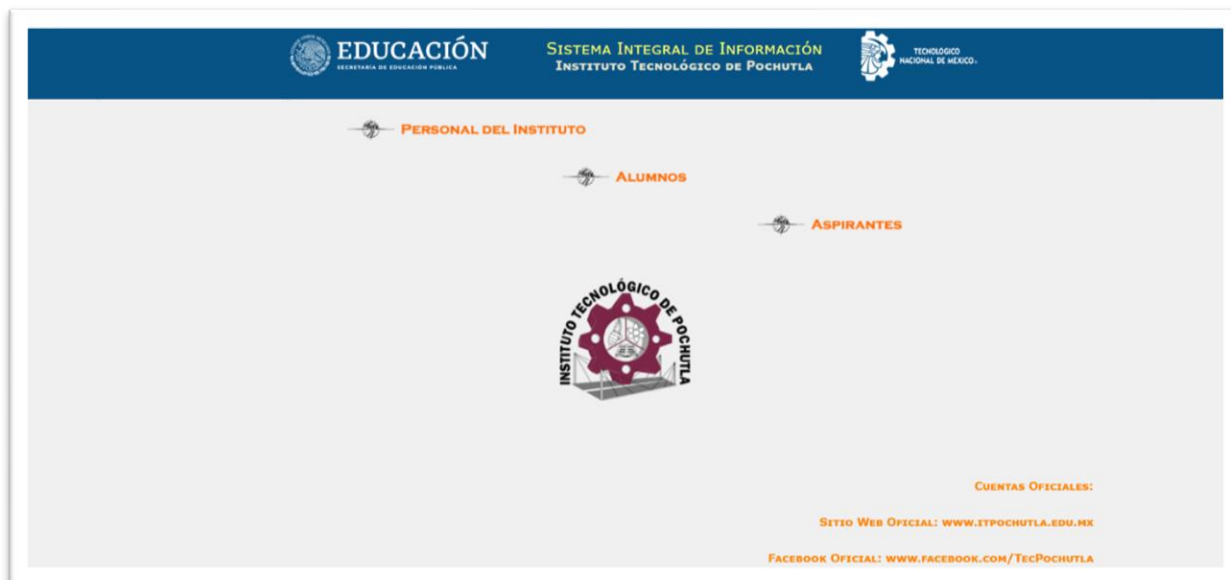 EDUCACIÓN
SECRETARÍA DE EDUCACIÓN PÚBLICA
SISTEMA INTEGRAL DE INFORMACIÓN
INSTITUTO TECNOLÓGICO DE POCHUTLA
TECNOLOGICO
NACIONAL DE MEXICO®
PERSONAL DEL INSTITUTO
ALUMNOS
ASPIRANTES
INSTITUTO TECNOLÓGICO DE POCHUTLA
CUENTAS OFICIALES:
SITIO WEB OFICIAL: WWW.ITPOCHUTLA.EDU.MX
FACEBOOK OFICIAL: WWW.FACEBOOK.COM/TECPOCHUTLA